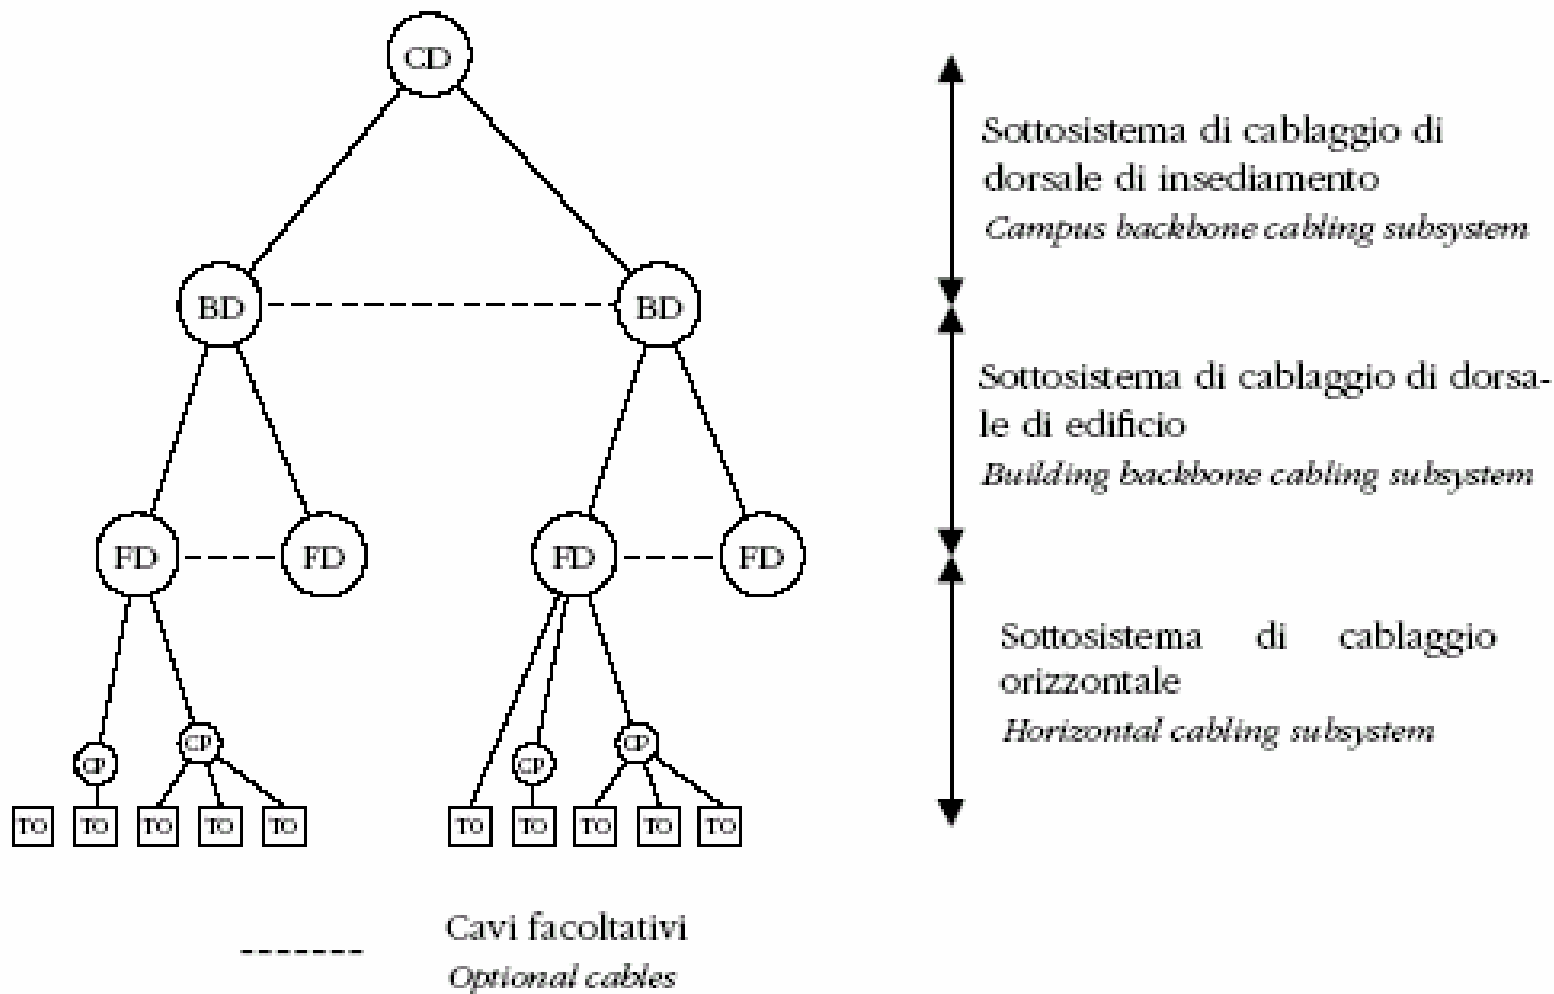 CD
Sottosistema di cablaggio di
dorsale di insediamento
Campus backbone cabling subsystem
BD BD
Sottosistema di cablaggio di dorsa-
le di edificio
Building backbone cabling subsystem
FD FD FD FD
Sottosistema di cablaggio
orizzontale
Horizontal cabling subsystem
CP CP CP CP
TO TO TO TO TO TO TO TO TO TO
Cavi facoltativi
Optional cables